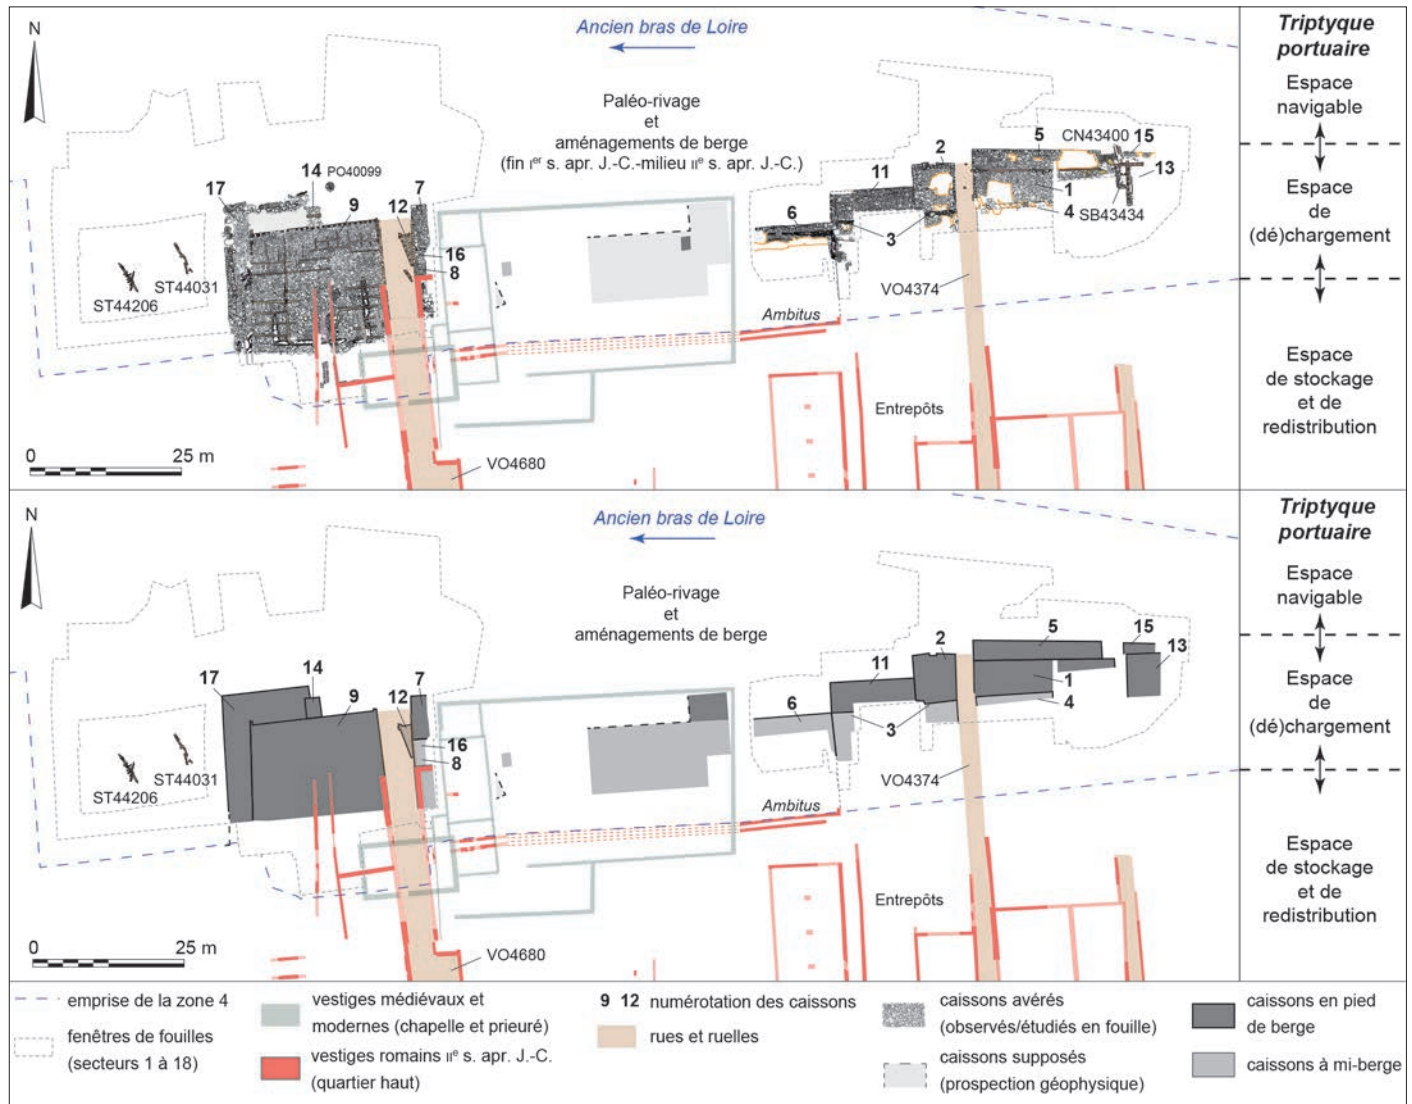 N
Ancien bras de Loire
Triptyque
portuaire
Espace
navigable
Espace
de
(dé)chargement
Espace
de stockage
et de
redistribution
Paléo-rivage
et
aménagements de berge
(fin Ier s. apr. J.-C.-milieu IIe s. apr. J.-C.)
CN43400
5
15
2
13
11
1
4
SB43434
6
3
VO4374
14
PO40099
17
9
12
7
16
8
ST44031
ST44206
Ambitus
Entrepôts
0
25 m
VO4680
N
Ancien bras de Loire
Triptyque
portuaire
Espace
navigable
Espace
de
(dé)chargement
Espace
de stockage
et de
redistribution
Paléo-rivage
et
aménagements de berge
5
15
2
13
11
1
4
6
3
VO4374
14
17
9
12
7
16
8
ST44031
ST44206
Ambitus
Entrepôts
0
25 m
VO4680
emprise de la zone 4
fenêtres de fouilles
(secteurs 1 à 18)
vestiges médiévaux et
modernes (chapelle et prieuré)
vestiges romains IIe s. apr. J.-C.
(quartier haut)
9 12 numérotation des caissons
rues et ruelles
caissons avérés
(observés/étudiés en fouille)
caissons supposés
(prospection géophysique)
caissons en pied
de berge
caissons à mi-berge